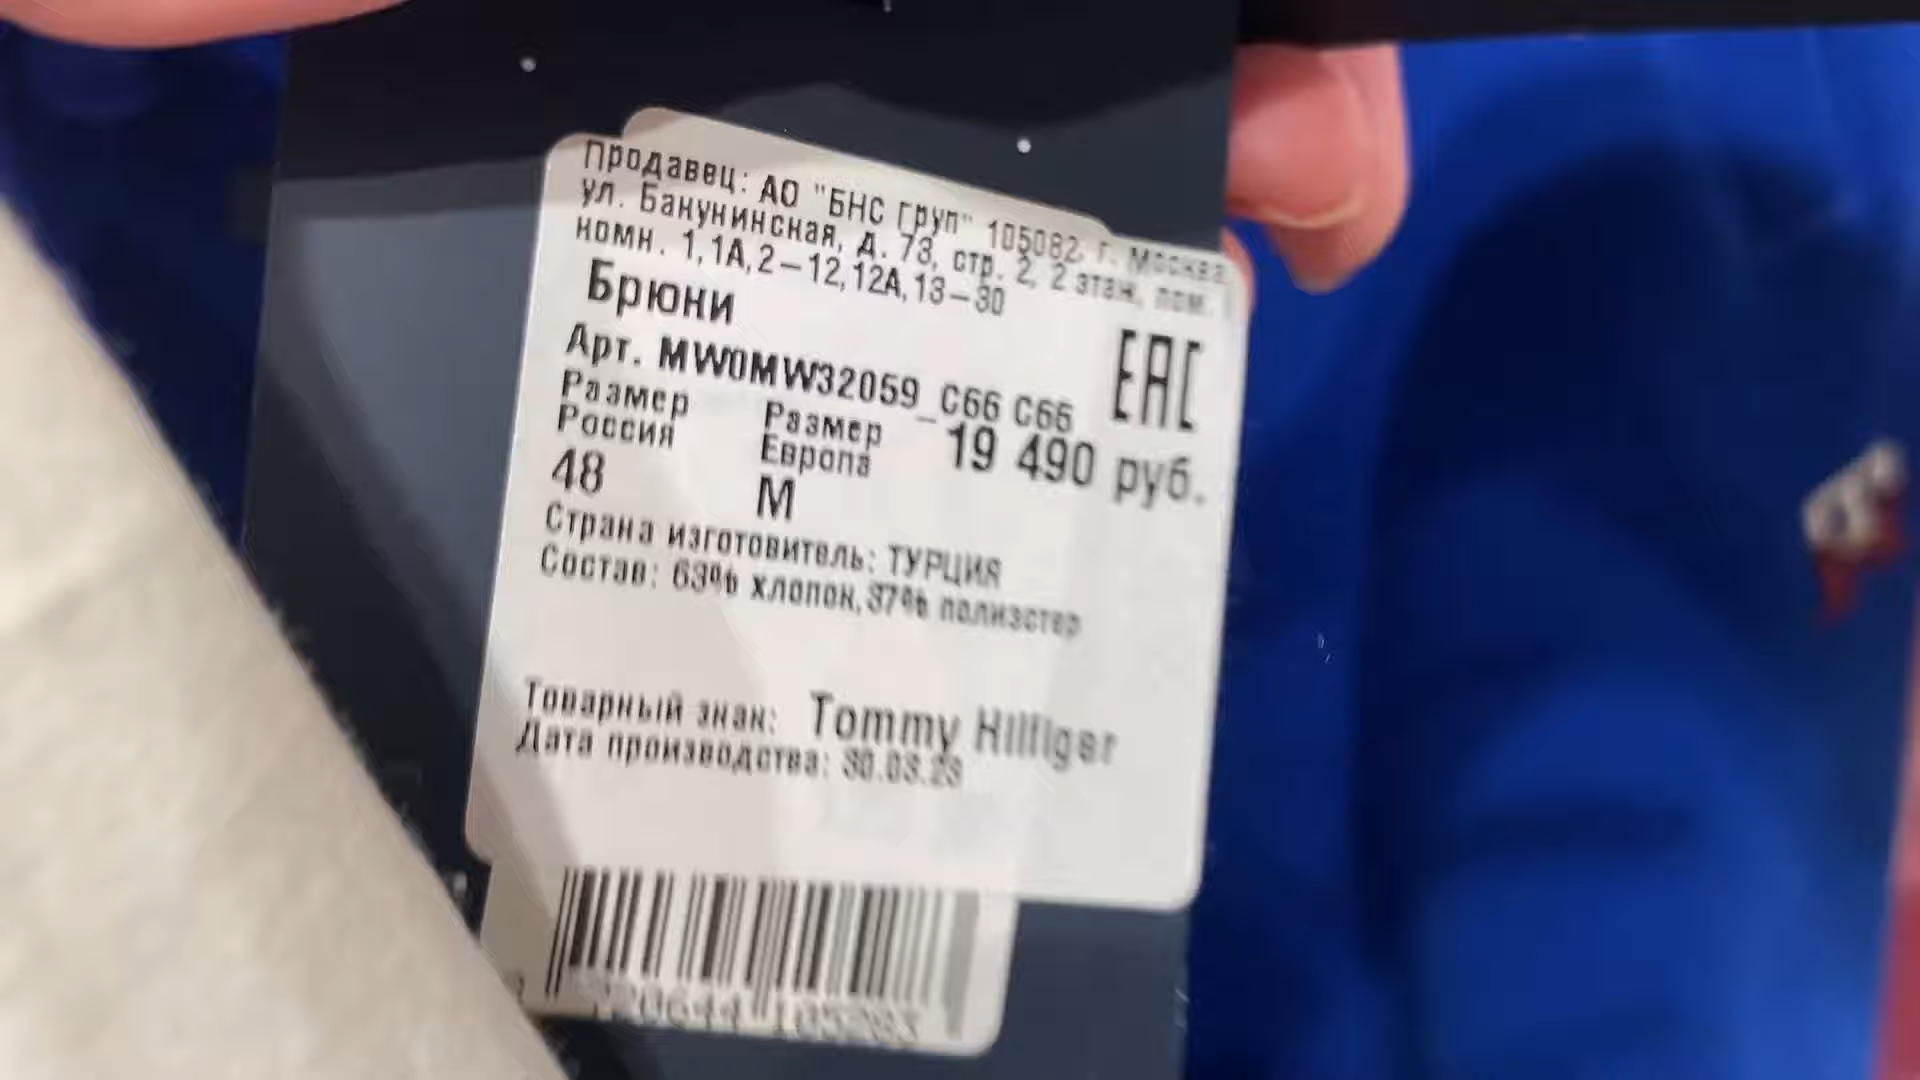 Продавец: АО "БНС груп" 105082, г. Москва
ул. Бакунинская, д. 73, стр. 2, 2 этаж, пом. 1
комн. 1,1А,2-12,12А,13-30
Брюки
Арт. MW0MW32059_C66 C66
EAC
Размер Россия
48
Размер Европа
M
19 490 руб.
Страна изготовитель: ТУРЦИЯ
Состав: 63% хлопок, 37% полиэстер
Товарный знак: Tommy Hilfiger
Дата производства: 30.03.23